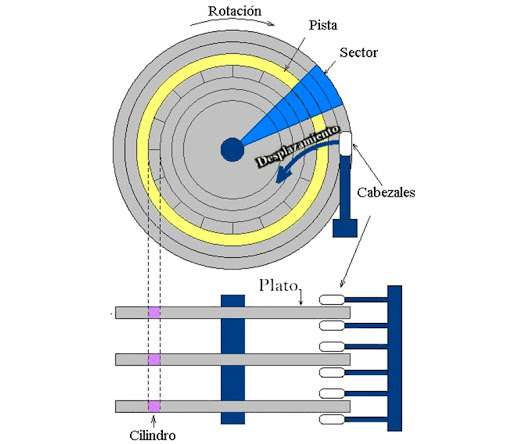 Rotación
Pista
Sector
Desplazamiento
Cabezales
Plato
Cilindro